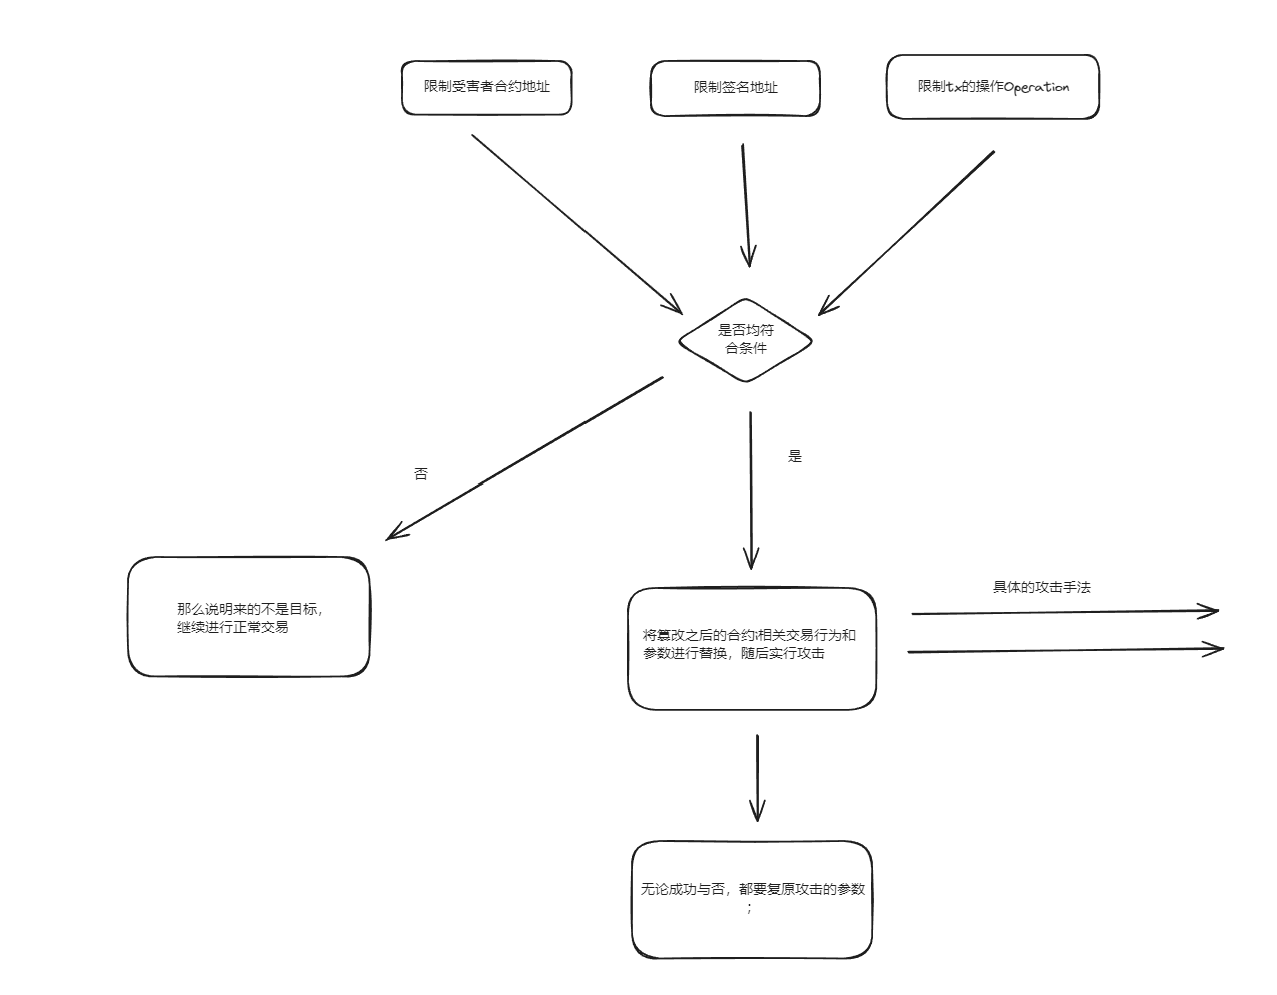 限制受害者合约地址
限制签名地址
限制tx的操作Operation
是否均符
合条件
否
是
那么说明来的不是目标，
继续进行正常交易
具体的攻击手法
将篡改之后的合约i相关交易行为和
参数进行替换，随后实行攻击
无论成功与否，都要复原攻击的参数
；